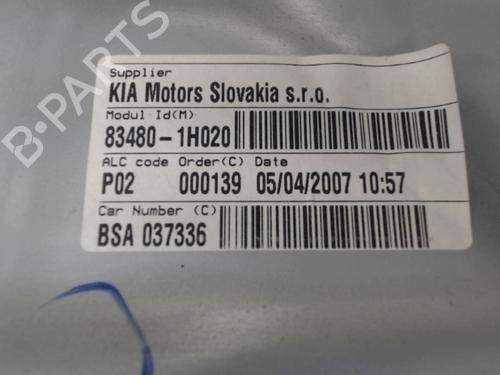 B-PARTS
Supplier
KIA Motors Slovakia s.r.o.
Modul Id(M)
83480-1H020
ALC code Order(C) Date
P02 000139 05/04/2007 10:57
Car Number (C)
BSA 037336